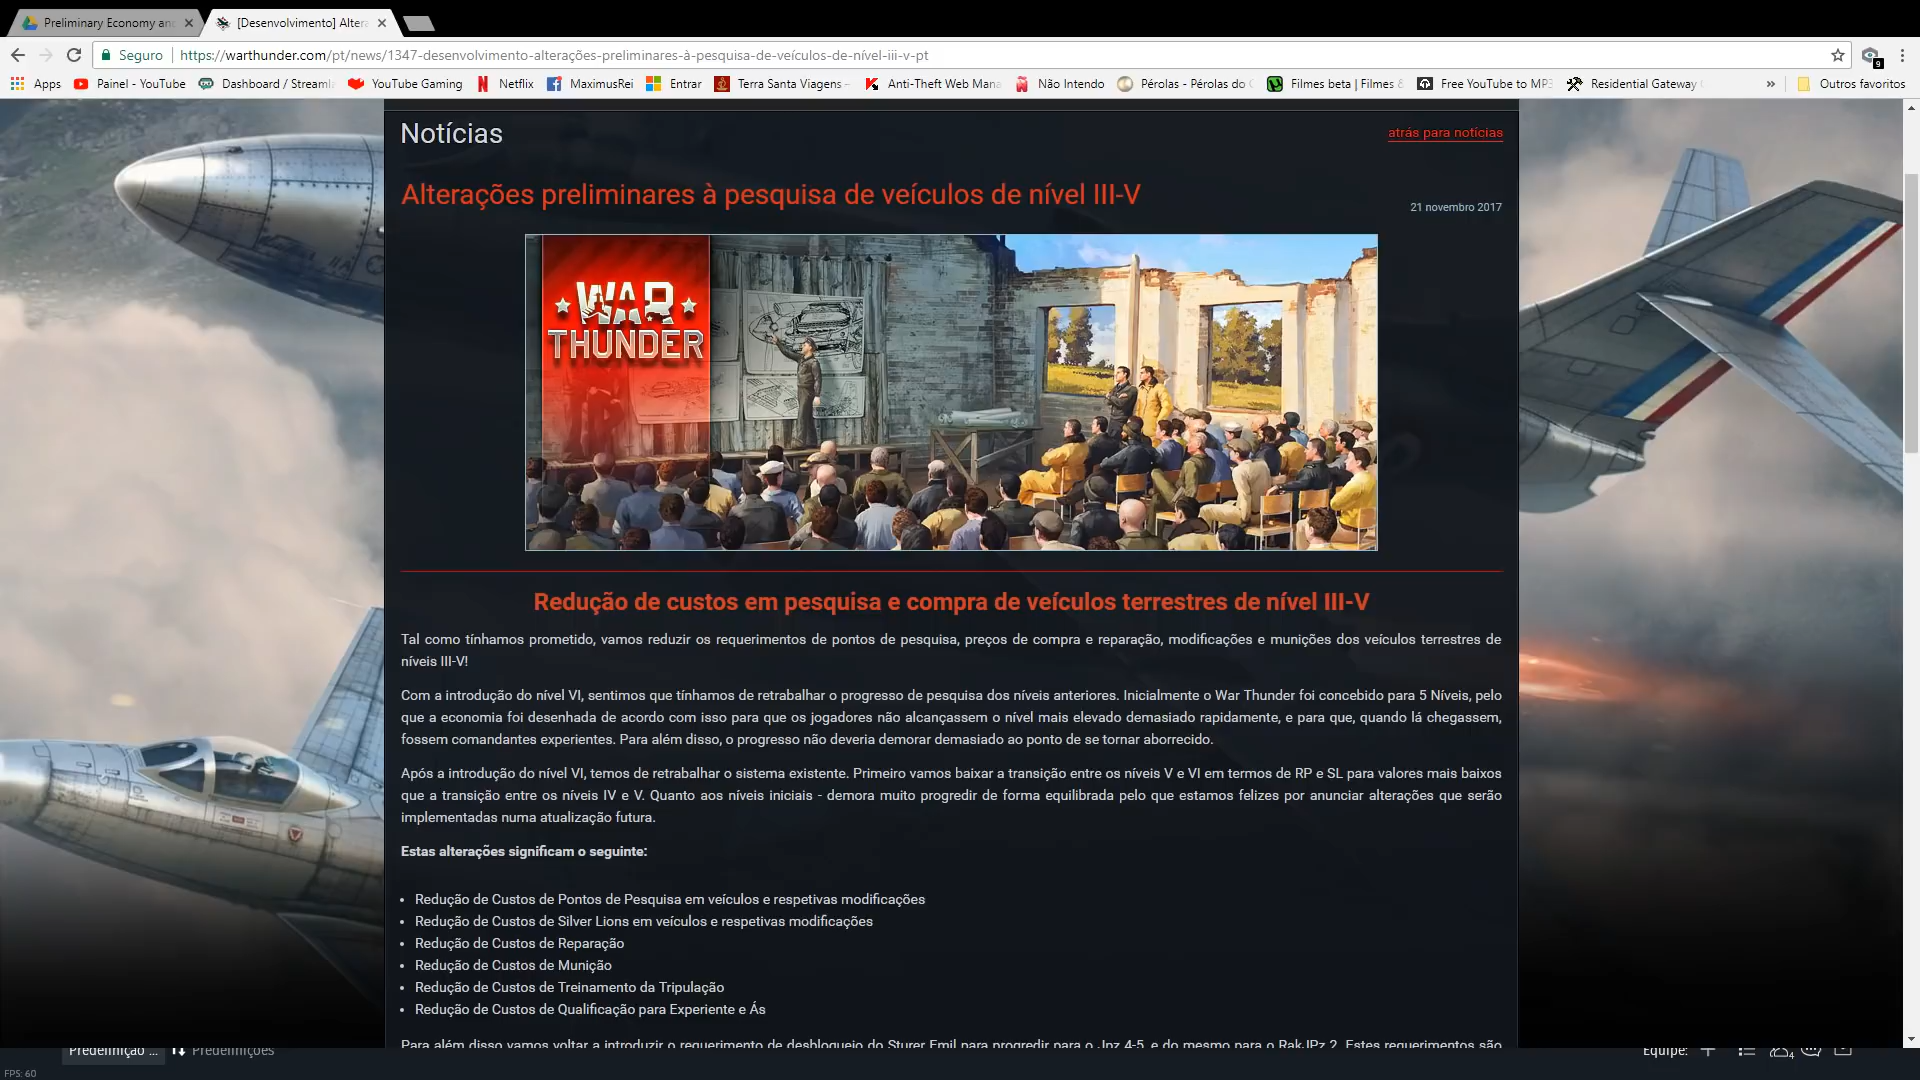 Preliminary Economy an
[Desenvolvimento] Altera
Seguro
https://warthunder.com/pt/news/1347-desenvolvimento-alterações-preliminares-à-pesquisa-de-veículos-de-nível-iii-v-pt
9
Apps
Painel - YouTube
Dashboard / Streaml
YouTube Gaming
Netflix
MaximusRei
Entrar
Terra Santa Viagens -
Anti-Theft Web Mana
Não Intendo
Pérolas - Pérolas do
Filmes beta | Filmes
Free YouTube to MP3
Residential Gateway
»
Outros favoritos
Notícias
atrás para notícias
Alterações preliminares à pesquisa de veículos de nível III-V
21 novembro 2017
WAR
THUNDER
Redução de custos em pesquisa e compra de veículos terrestres de nível III-V
Tal como tínhamos prometido, vamos reduzir os requerimentos de pontos de pesquisa, preços de compra e reparação, modificações e munições dos veículos terrestres de
níveis III-V!
Com a introdução do nível VI, sentimos que tínhamos de retrabalhar o progresso de pesquisa dos níveis anteriores. Inicialmente o War Thunder foi concebido para 5 Níveis, pelo
que a economia foi desenhada de acordo com isso para que os jogadores não alcançassem o nível mais elevado demasiado rapidamente, e para que, quando lá chegassem,
fossem comandantes experientes. Para além disso, o progresso não deveria demorar demasiado ao ponto de se tornar aborrecido.
Após a introdução do nível VI, temos de retrabalhar o sistema existente. Primeiro vamos baixar a transição entre os níveis V e VI em termos de RP e SL para valores mais baixos
que a transição entre os níveis IV e V. Quanto aos níveis iniciais - demora muito progredir de forma equilibrada pelo que estamos felizes por anunciar alterações que serão
implementadas numa atualização futura.
Estas alterações significam o seguinte:
• Redução de Custos de Pontos de Pesquisa em veículos e respetivas modificações
• Redução de Custos de Silver Lions em veículos e respetivas modificações
• Redução de Custos de Reparação
• Redução de Custos de Munição
• Redução de Custos de Treinamento da Tripulação
• Redução de Custos de Qualificação para Experiente e Ás
Para além disso vamos voltar a introduzir o requerimento de desbloqueio do Sturer Emil para progredir para o Jpz 4-5, e do mesmo para o RakJPz 2. Estes requerimentos são
Predefinição ...
Predefinições
Equipe:
4
FPS: 60